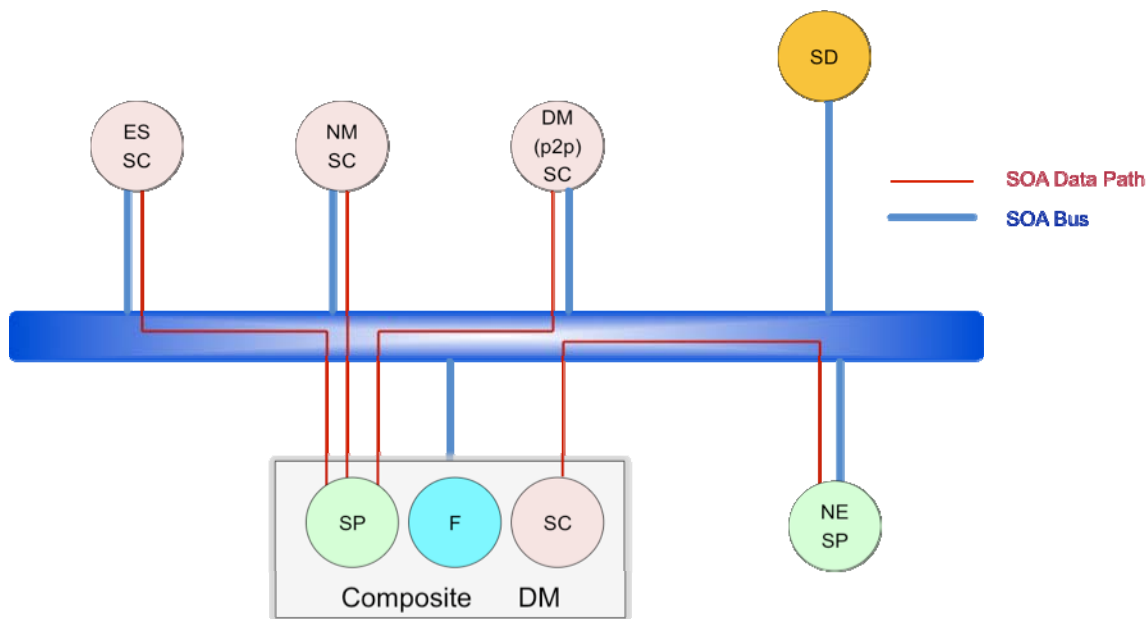 SD
ES
SC
NM
SC
DM
(p2p)
SC
SOA Data Path
SOA Bus
SP
F
SC
NE
SP
Composite DM